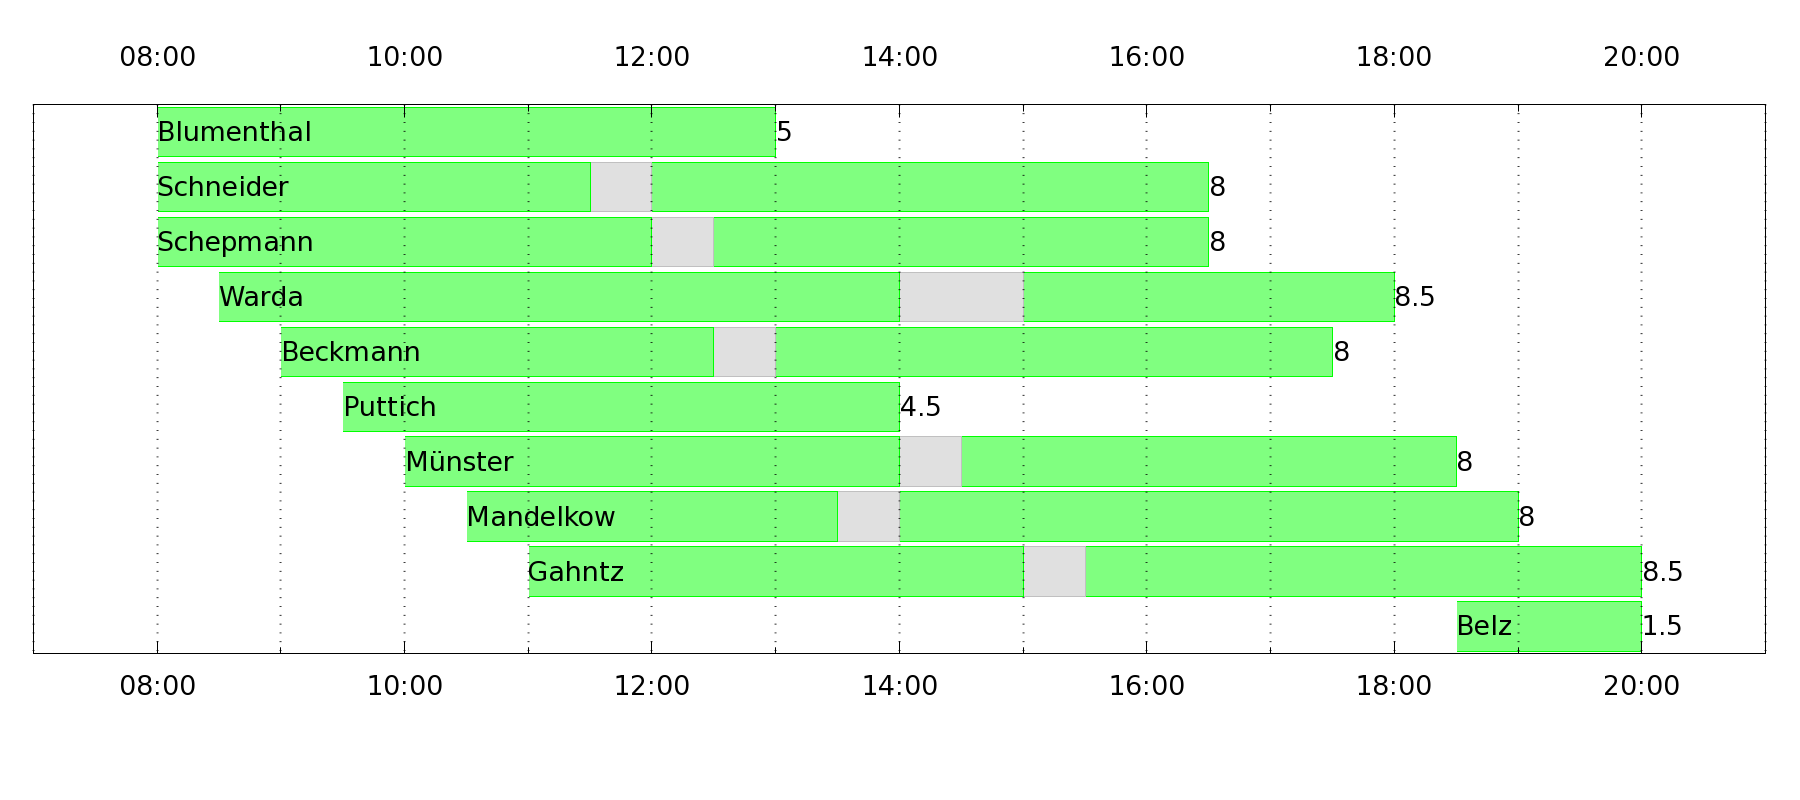 08:00 10:00 12:00 14:00 16:00 18:00 20:00
Blumenthal 5
Schneider 8
Schepmann 8
Warda 8.5
Beckmann 8
Puttich 4.5
Münster 8
Mandelkow 8
Gahntz 8.5
Belz 1.5
08:00 10:00 12:00 14:00 16:00 18:00 20:00